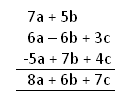 7a + 5b
6a – 6b + 3c
-5a + 7b + 4c
8a + 6b + 7c